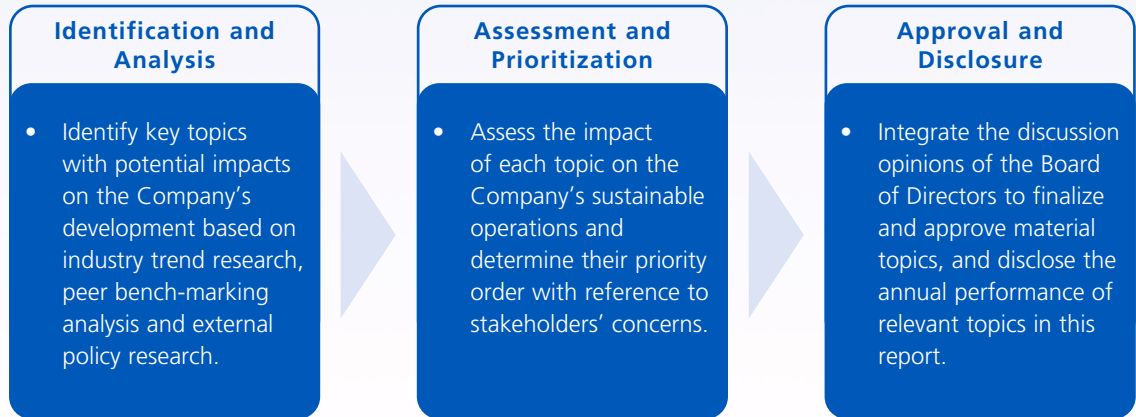 Identification and
Analysis
• Identify key topics
with potential impacts
on the Company’s
development based on
industry trend research,
peer bench-marking
analysis and external
policy research.
Assessment and
Prioritization
• Assess the impact
of each topic on the
Company’s sustainable
operations and
determine their priority
order with reference to
stakeholders’ concerns.
Approval and
Disclosure
• Integrate the discussion
opinions of the Board
of Directors to finalize
and approve material
topics, and disclose the
annual performance of
relevant topics in this
report.